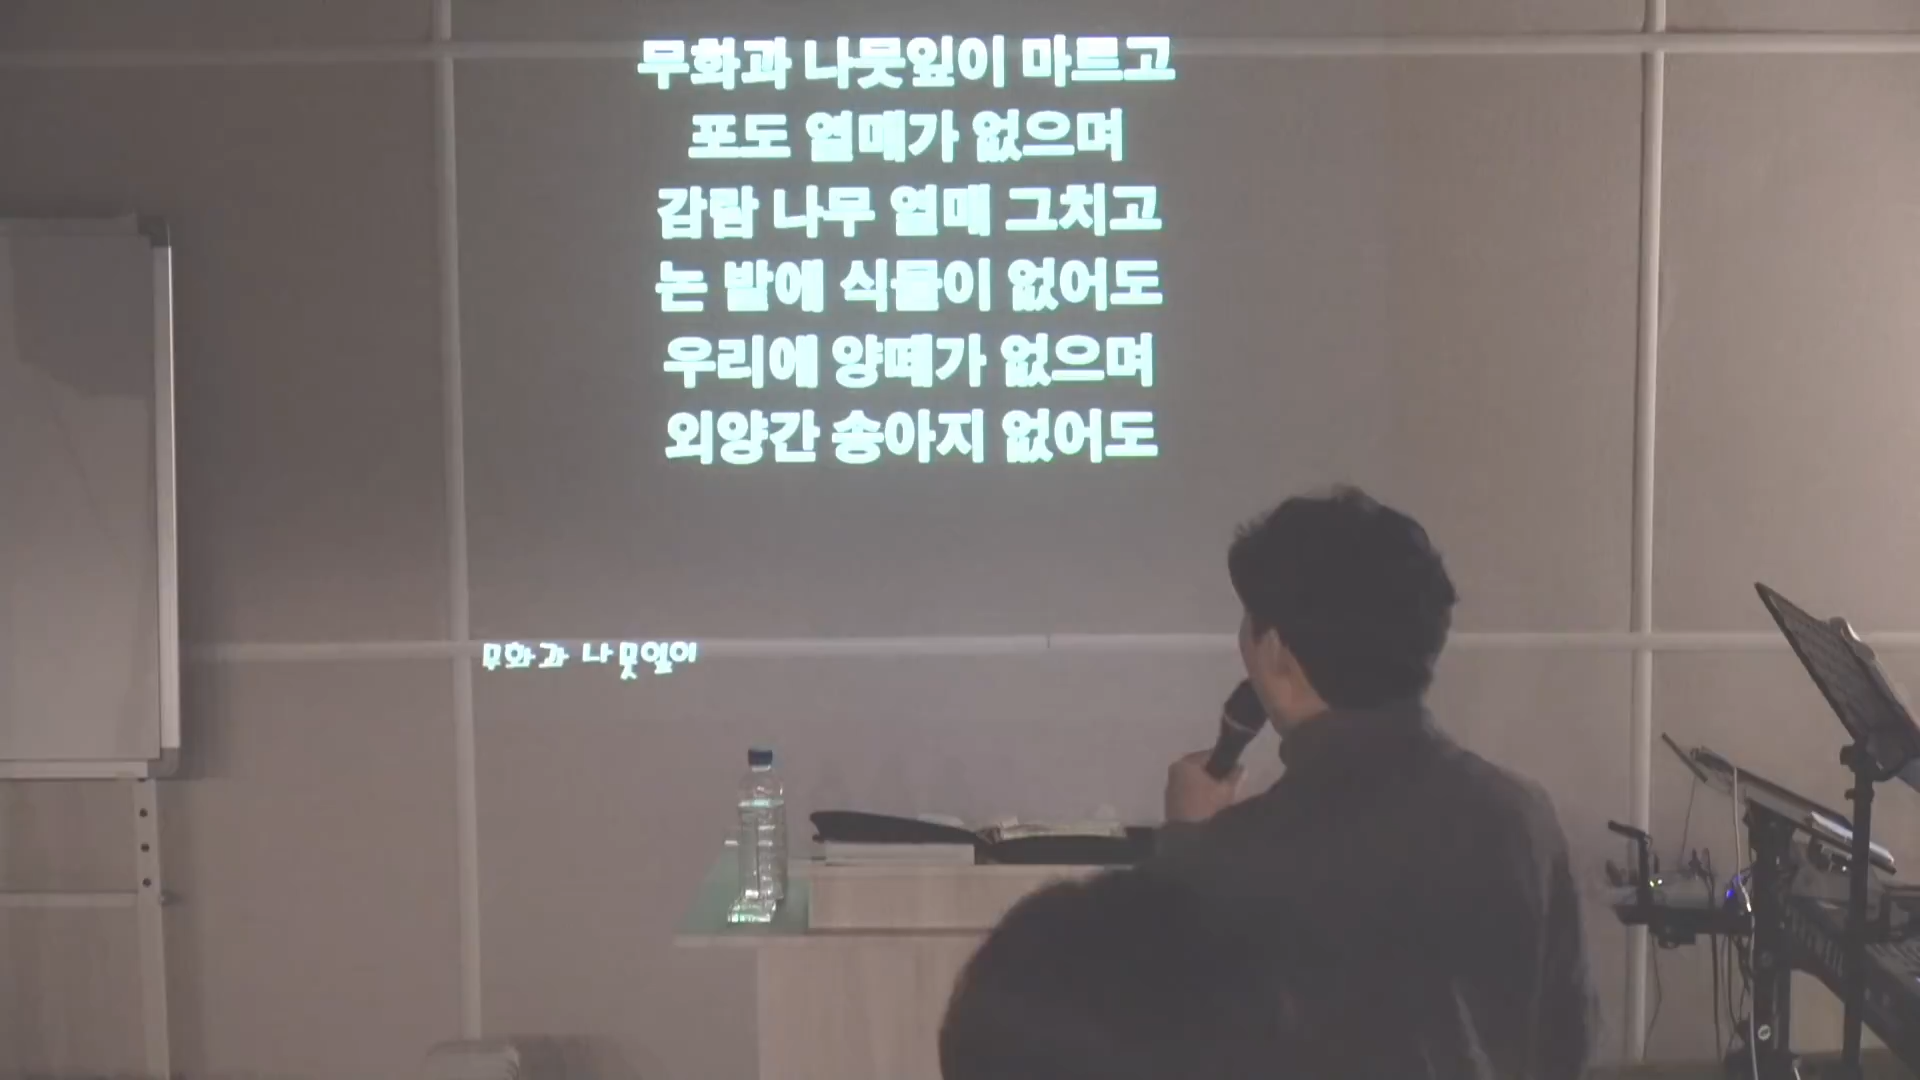 무화과 나뭇잎이 마르고
포도 열매가 없으며
감람 나무 열매 그치고
논 밭에 식물이 없어도
우리에 양떼가 없으며
외양간 송아지 없어도
무화과 나뭇잎이